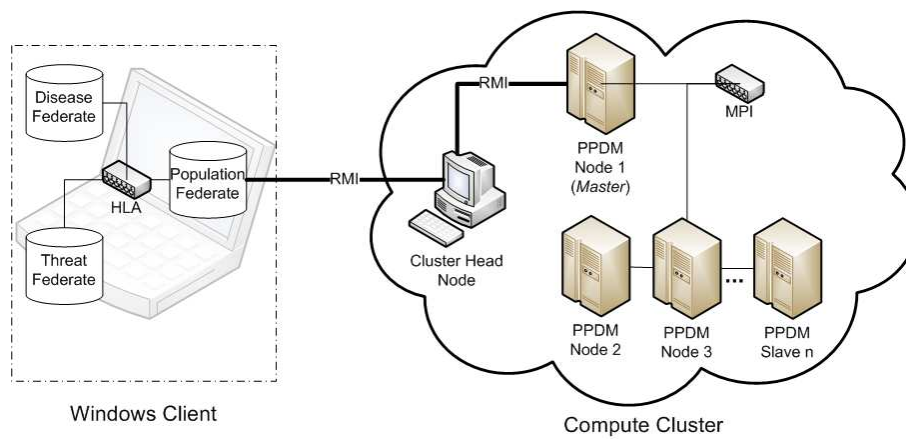 Disease
Federate
HLA
Population
Federate
Threat
Federate
Windows Client
RMI
Cluster Head
Node
RMI
PPDM
Node 1
(Master)
MPI
PPDM
Node 2
PPDM
Node 3
...
PPDM
Slave n
Compute Cluster